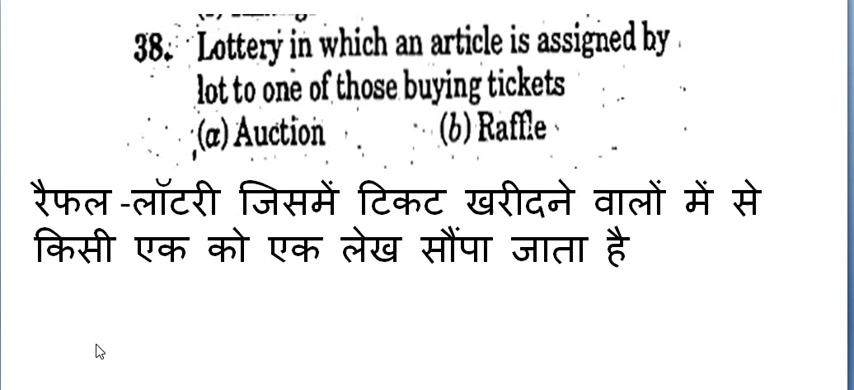 38. Lottery in which an article is assigned by
lot to one of those buying tickets
(a) Auction (b) Raffle
रैफल -लॉटरी जिसमें टिकट खरीदने वालों में से
किसी एक को एक लेख सौंपा जाता है